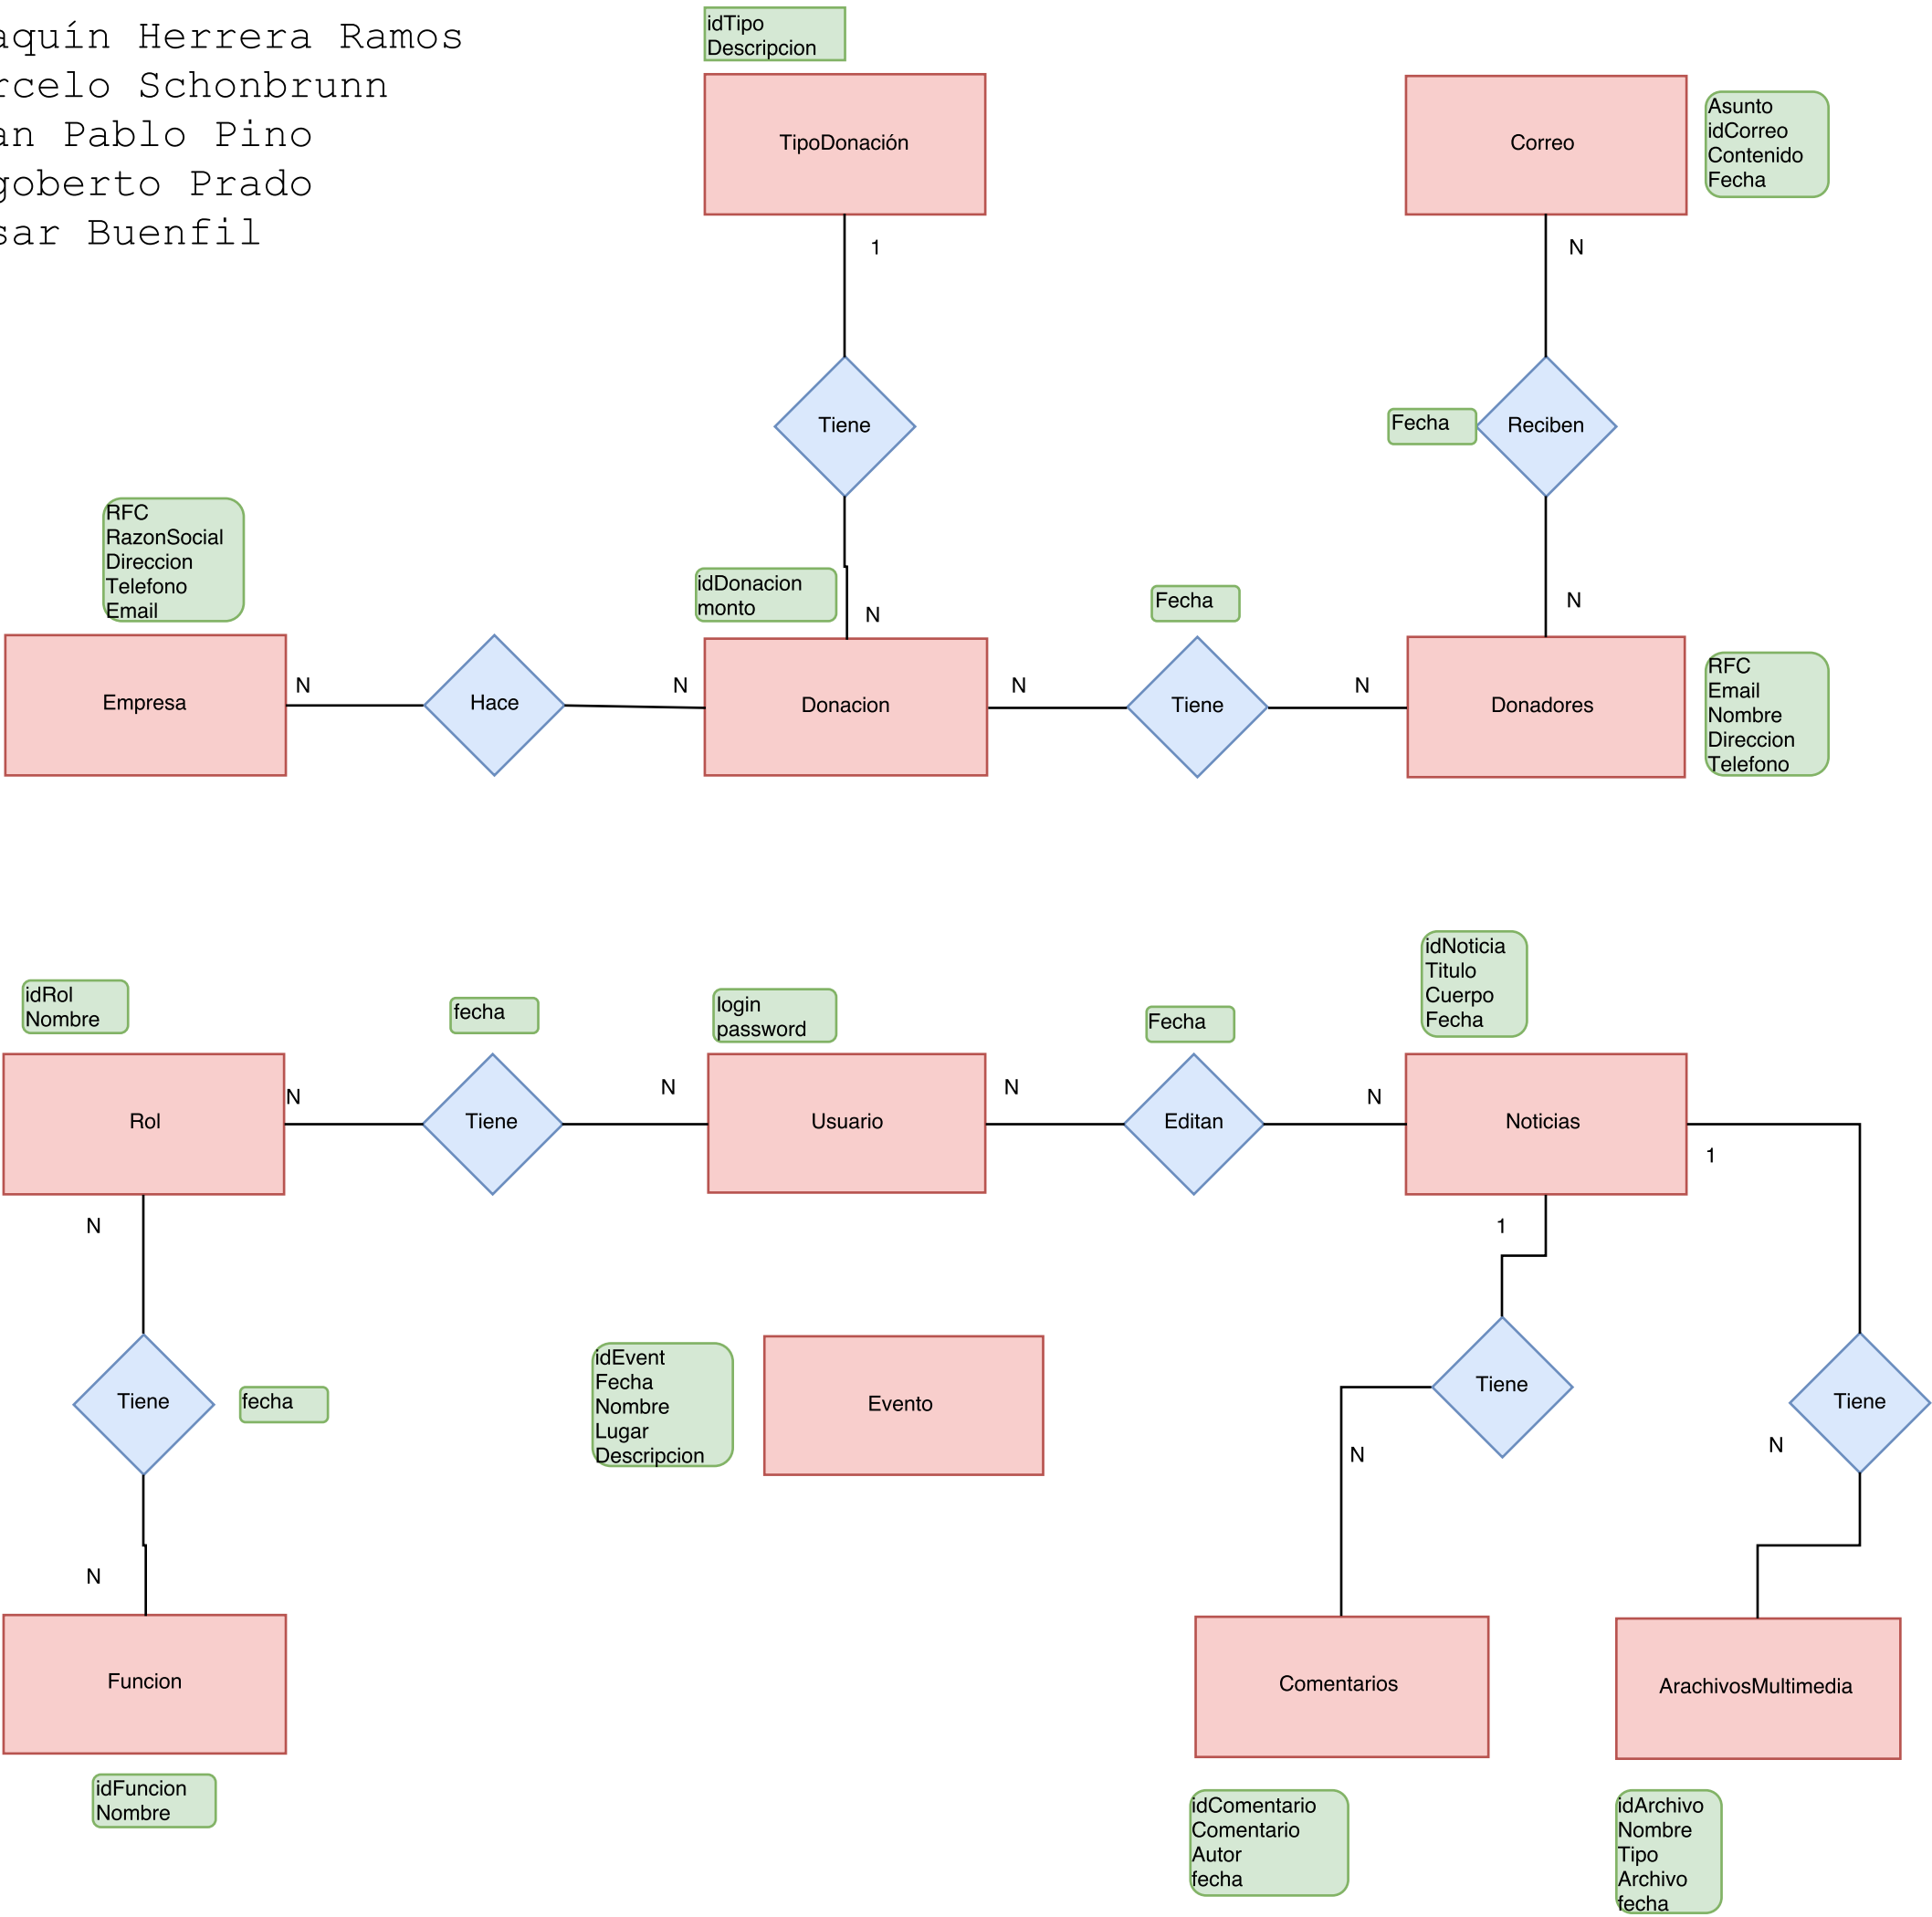 aquín Herrera Ramos
rcelo Schonbrunn
an Pablo Pino
goberto Prado
sar Buenfil
idTipo
Descripcion
TipoDonación
1
Tiene
N
Correo
Asunto
idCorreo
Contenido
Fecha
N
Fecha
Reciben
N
RFC
RazonSocial
Direccion
Telefono
Email
Empresa
N
Hace
N
idDonacion
monto
Donacion
N
Fecha
Tiene
N
Donadores
RFC
Email
Nombre
Direccion
Telefono
idRol
Nombre
Rol
N
fecha
Tiene
N
login
password
Usuario
N
Fecha
Editan
N
idNoticia
Titulo
Cuerpo
Fecha
Noticias
1
1
N
Tiene
fecha
N
Funcion
idFuncion
Nombre
idEvent
Fecha
Nombre
Lugar
Descripcion
Evento
Tiene
N
Comentarios
idComentario
Comentario
Autor
fecha
Tiene
N
ArachivosMultimedia
idArchivo
Nombre
Tipo
Archivo
fecha